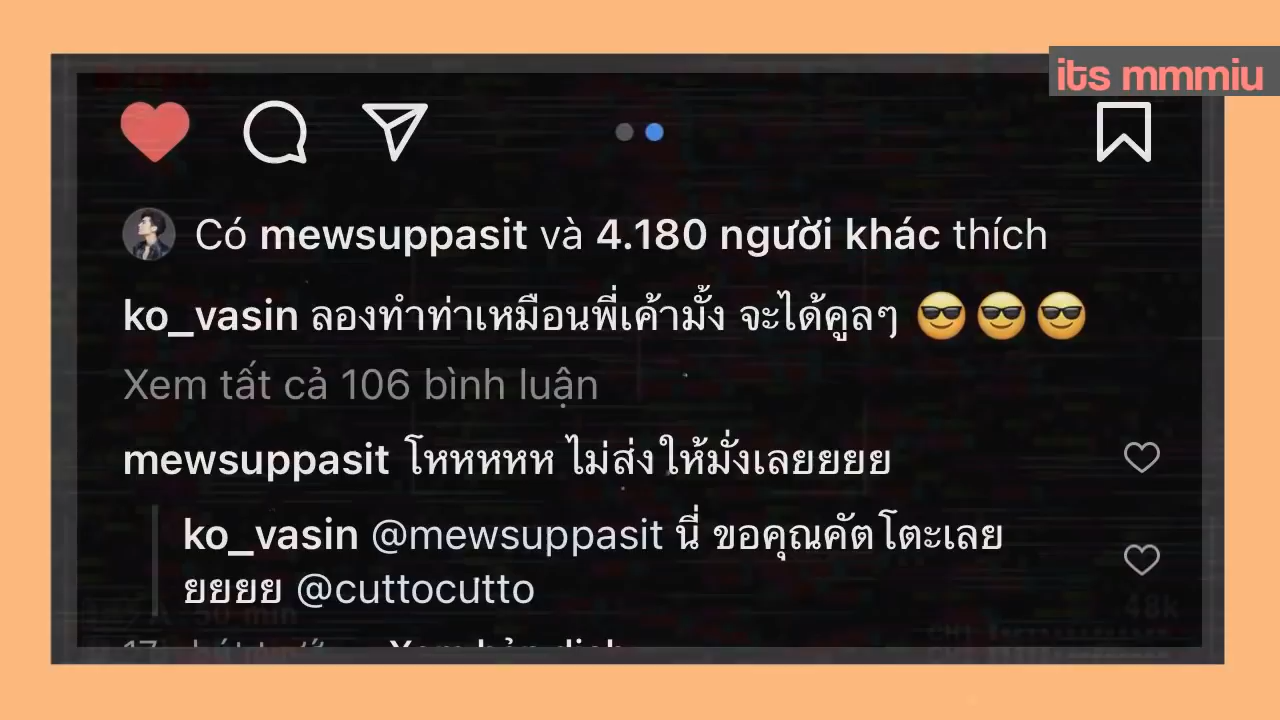 its mmmiu
Có mewsuppasit và 4.180 người khác thích
ko_vasin ลองทำท่าเหมือนพี่เค้ามั้ง จะได้คูลๆ 😎😎😎
Xem tất cả 106 bình luận
mewsuppasit โหหหหห ไม่ส่งให้มั่งเลยยยยย
ko_vasin @mewsuppasit นี่ ขอคุณคัตโตะเลย
ยยยย @cuttocutto
48k